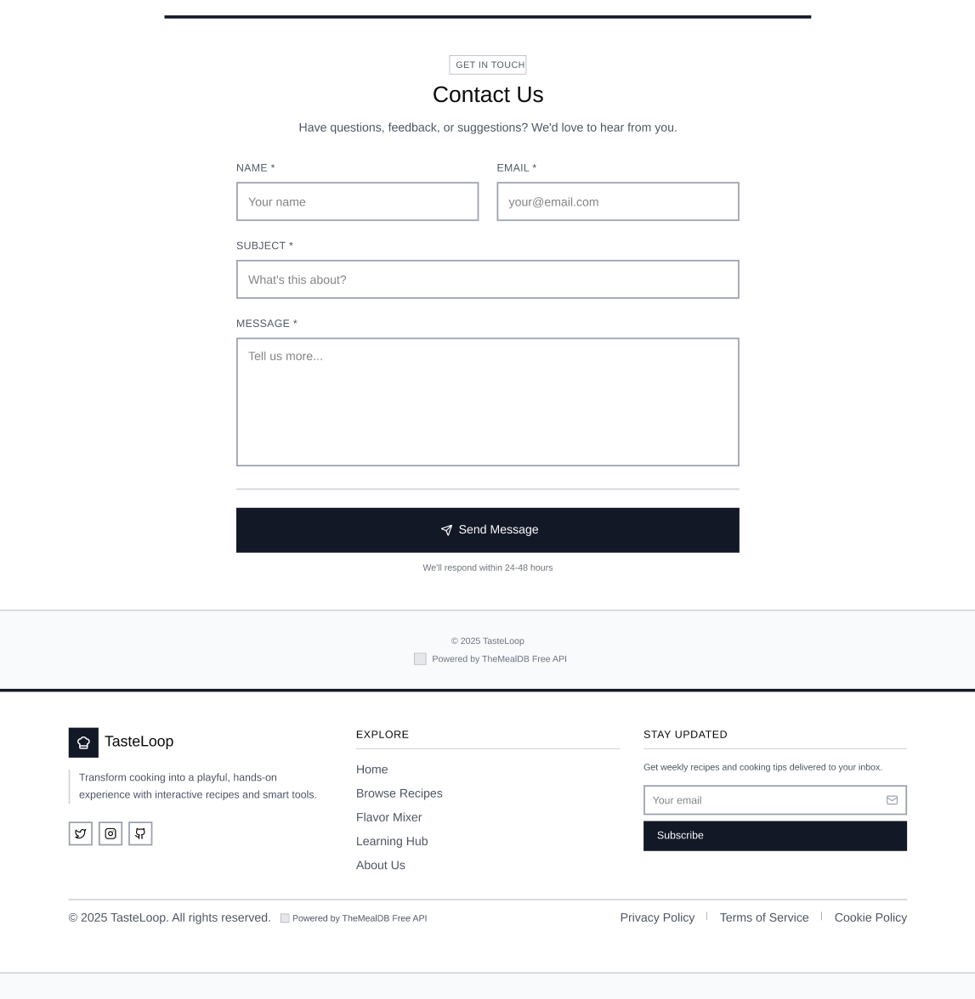 GET IN TOUCH
Contact Us
Have questions, feedback, or suggestions? We'd love to hear from you.
NAME *
EMAIL *
Your name
your@email.com
SUBJECT *
What's this about?
MESSAGE *
Tell us more...
Send Message
We'll respond within 24-48 hours
© 2025 TasteLoop
Powered by TheMealDB Free API
TasteLoop
Transform cooking into a playful, hands-on
experience with interactive recipes and smart tools.
EXPLORE
Home
Browse Recipes
Flavor Mixer
Learning Hub
About Us
STAY UPDATED
Get weekly recipes and cooking tips delivered to your inbox.
Your email
Subscribe
© 2025 TasteLoop. All rights reserved.
Powered by TheMealDB Free API
Privacy Policy
Terms of Service
Cookie Policy